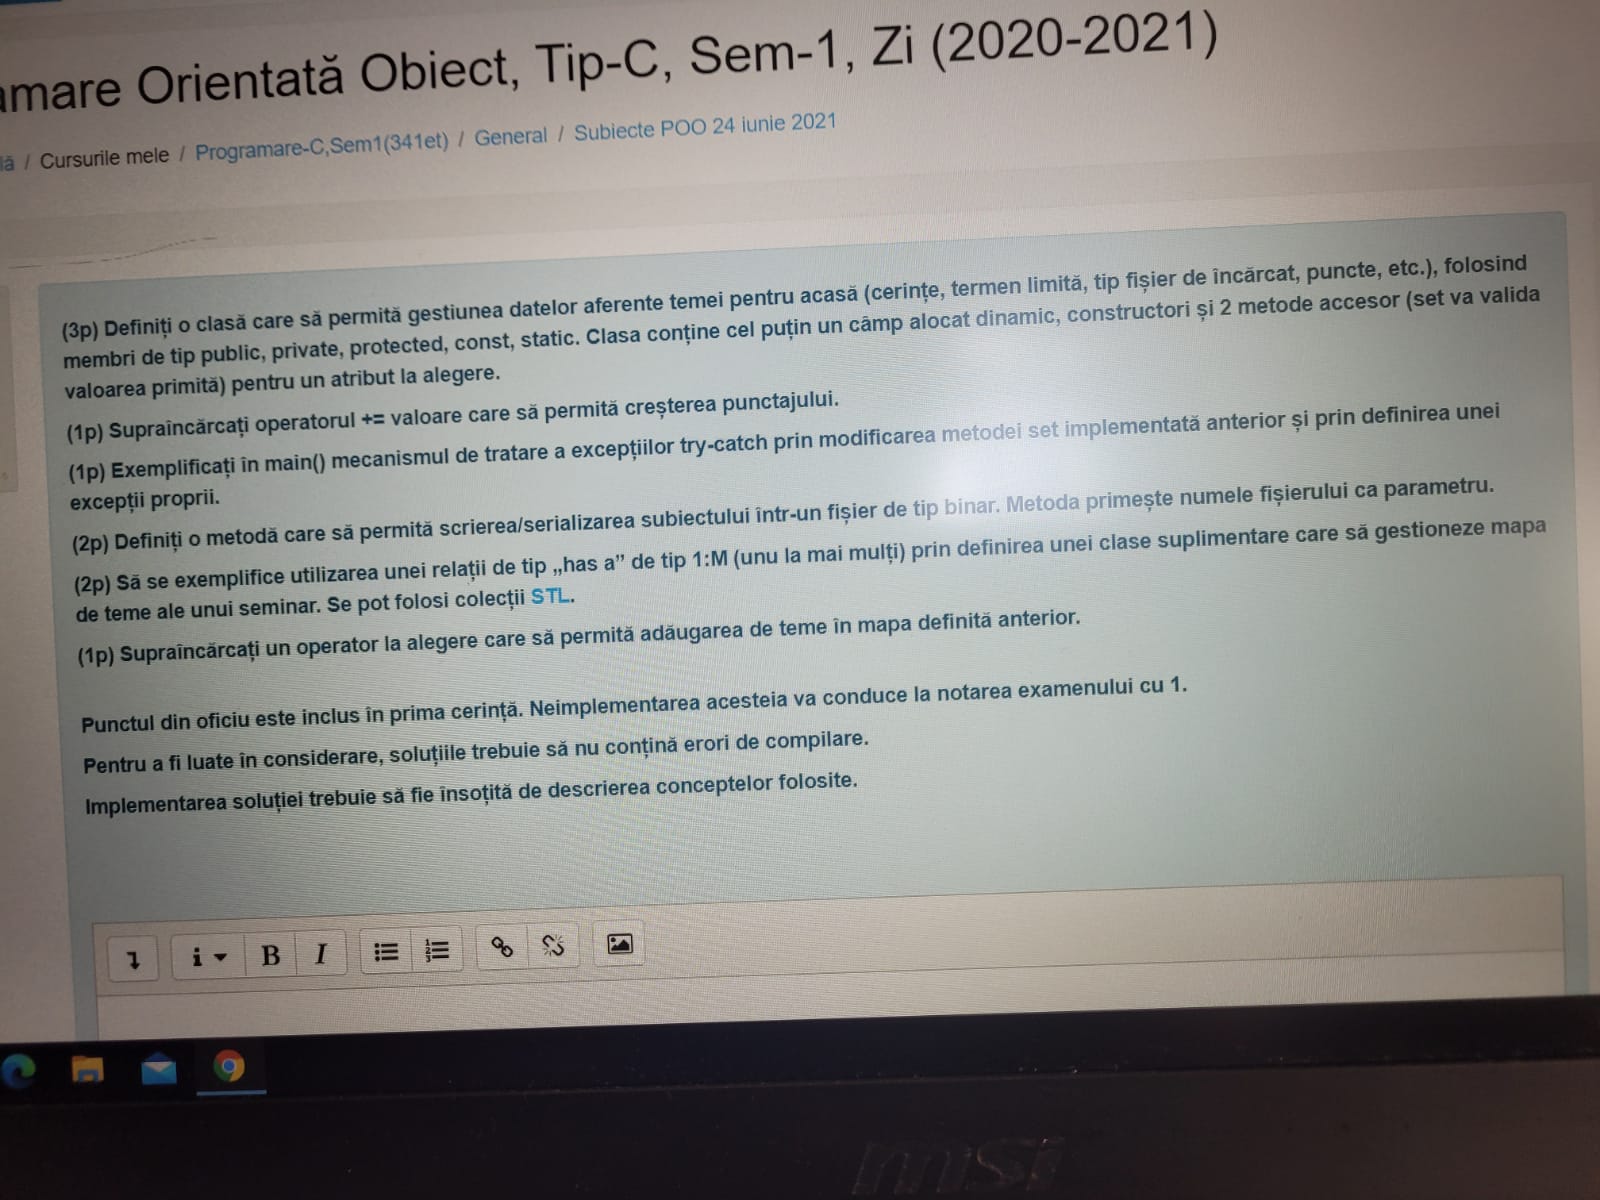 amare Orientată Obiect, Tip-C, Sem-1, Zi (2020-2021)
lă / Cursurile mele / Programare-C,Sem1(341et) / General / Subiecte POO 24 iunie 2021
(3p) Definiți o clasă care să permită gestiunea datelor aferente temei pentru acasă (cerințe, termen limită, tip fișier de încărcat, puncte, etc.), folosind
membri de tip public, private, protected, const, static. Clasa conține cel puțin un câmp alocat dinamic, constructori și 2 metode accesor (set va valida
valoarea primită) pentru un atribut la alegere.
(1p) Supraîncărcați operatorul += valoare care să permită creșterea punctajului.
(1p) Exemplificați în main() mecanismul de tratare a excepțiilor try-catch prin modificarea metodei set implementată anterior și prin definirea unei
excepții proprii.
(2p) Definiți o metodă care să permită scrierea/serializarea subiectului într-un fișier de tip binar. Metoda primește numele fișierului ca parametru.
(2p) Să se exemplifice utilizarea unei relații de tip „has a” de tip 1:M (unu la mai mulți) prin definirea unei clase suplimentare care să gestioneze mapa
de teme ale unui seminar. Se pot folosi colecții STL.
(1p) Supraîncărcați un operator la alegere care să permită adăugarea de teme în mapa definită anterior.
Punctul din oficiu este inclus în prima cerință. Neimplementarea acesteia va conduce la notarea examenului cu 1.
Pentru a fi luate în considerare, soluțiile trebuie să nu conțină erori de compilare.
Implementarea soluției trebuie să fie însoțită de descrierea conceptelor folosite.
i B I
msi